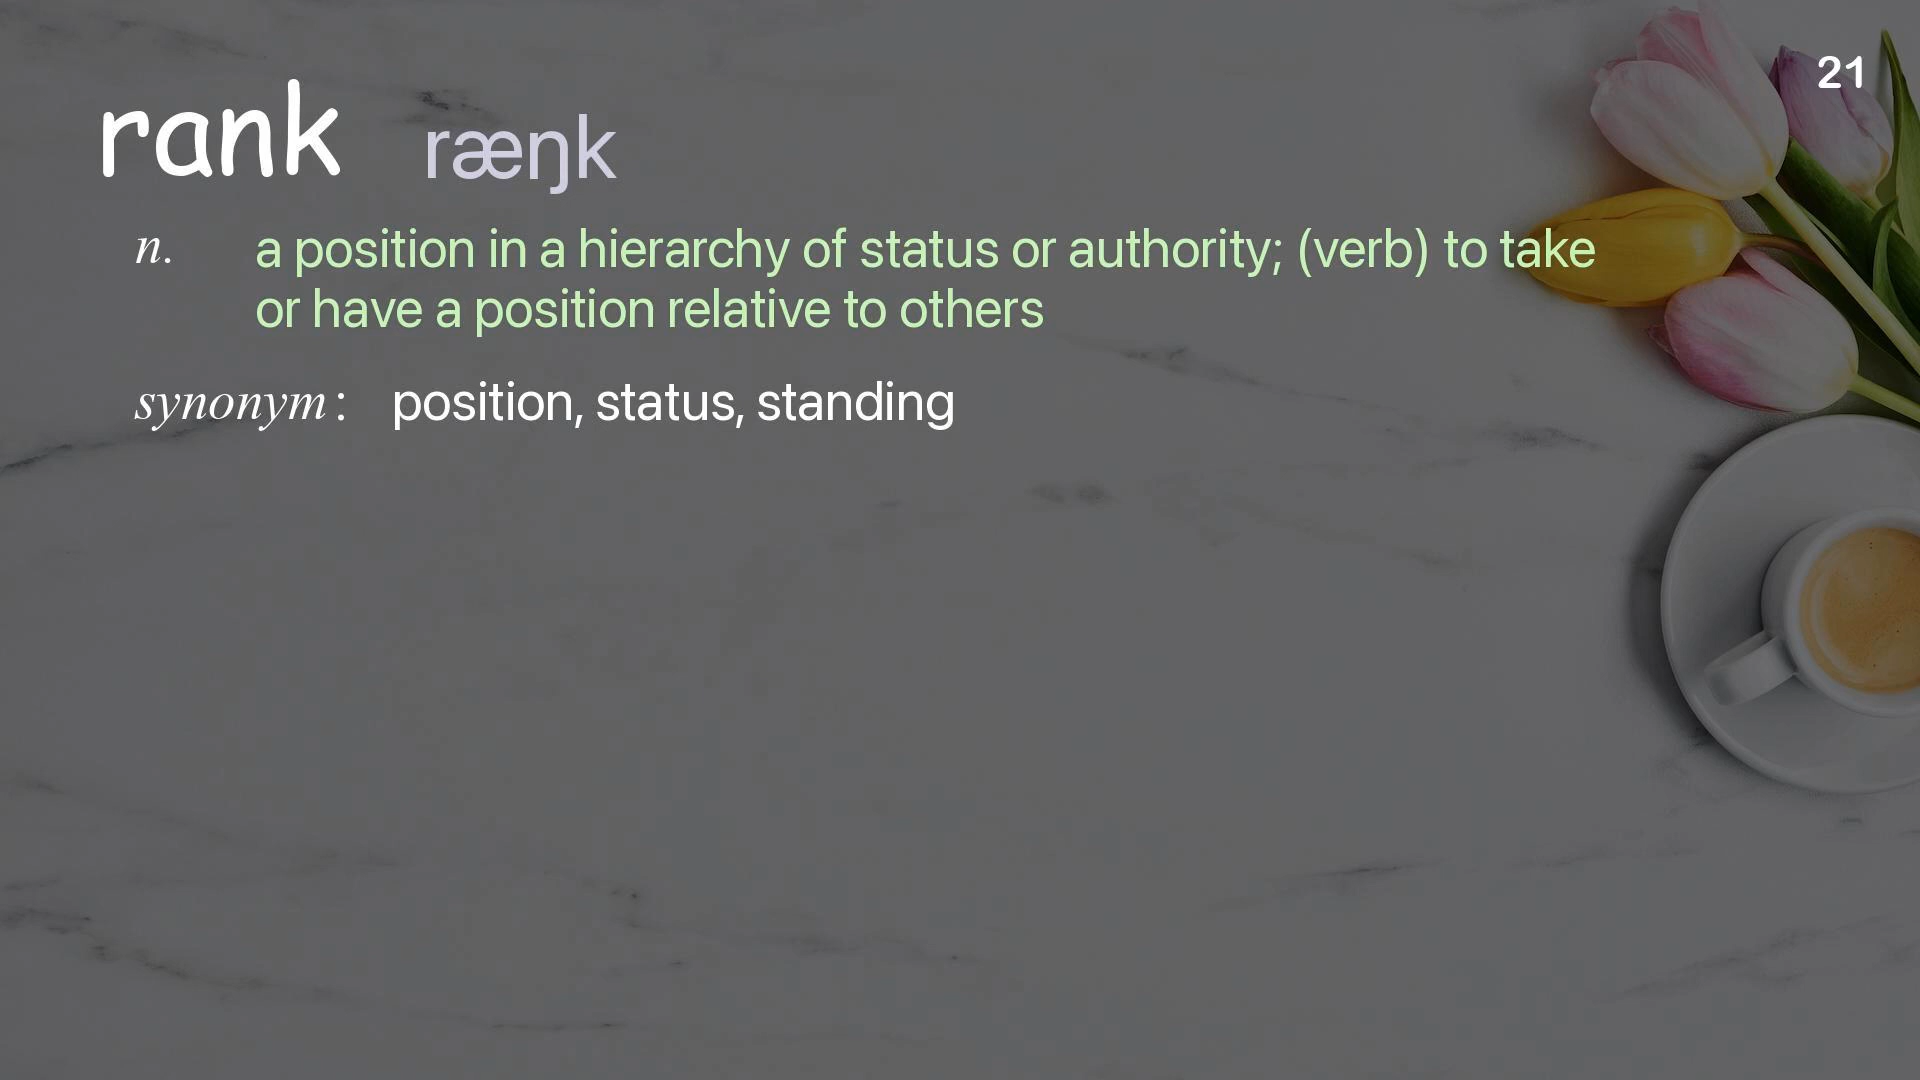 21
rank ræŋk
n. a position in a hierarchy of status or authority; (verb) to take
or have a position relative to others
synonym: position, status, standing